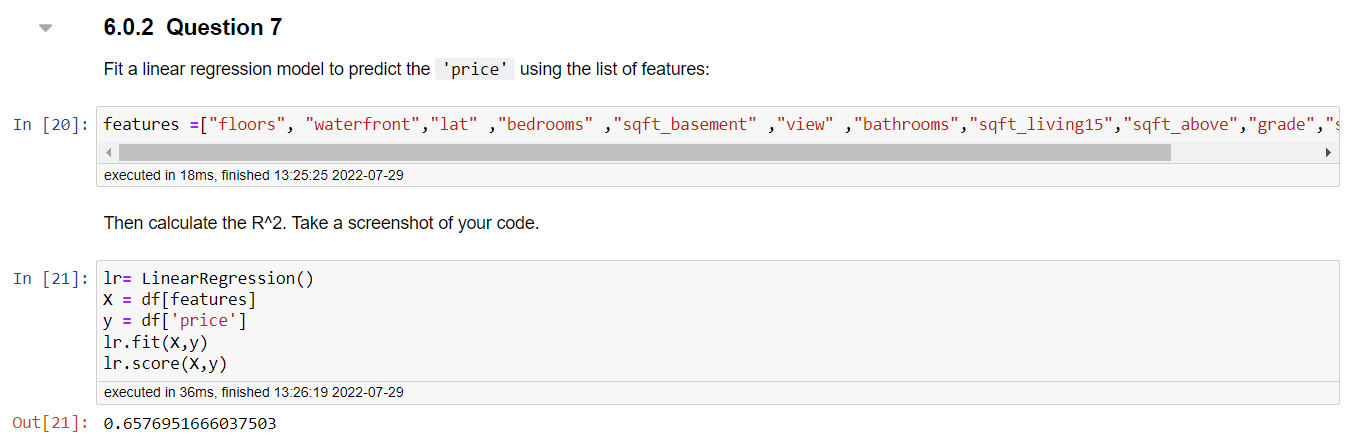 6.0.2 Question 7
Fit a linear regression model to predict the 'price' using the list of features:
In [20]: features =["floors", "waterfront","lat" ,"bedrooms" ,"sqft_basement" ,"view" ,"bathrooms","sqft_living15","sqft_above","grade","s
executed in 18ms, finished 13:25:25 2022-07-29
Then calculate the R^2. Take a screenshot of your code.
In [21]: lr= LinearRegression()
X = df[features]
y = df['price']
lr.fit(X,y)
lr.score(X,y)
executed in 36ms, finished 13:26:19 2022-07-29
Out[21]: 0.6576951666037503